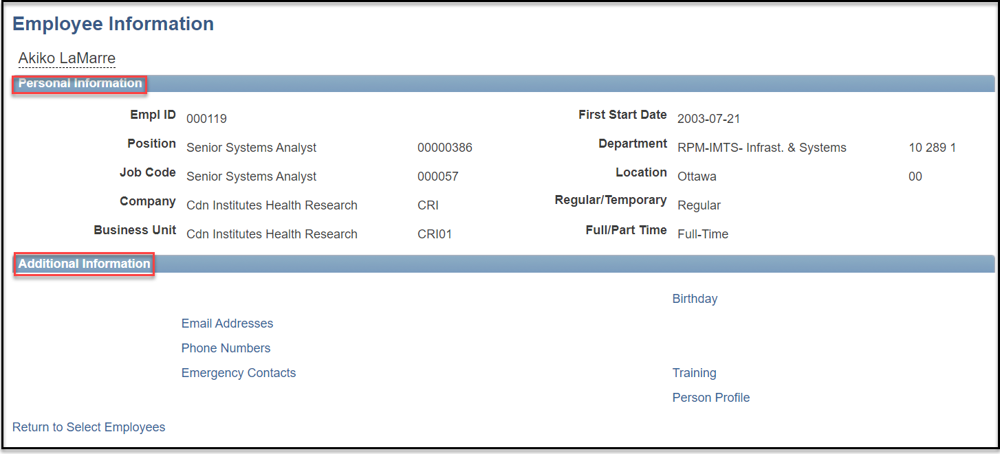 Employee Information
Akiko LaMarre
Personal Information
Empl ID 000119 First Start Date 2003-07-21
Position Senior Systems Analyst 00000386 Department RPM-IMTS- Infrast. & Systems 10 289 1
Job Code Senior Systems Analyst 000057 Location Ottawa 00
Company Cdn Institutes Health Research CRI Regular/Temporary Regular
Business Unit Cdn Institutes Health Research CRI01 Full/Part Time Full-Time
Additional Information
Birthday
Email Addresses
Phone Numbers
Emergency Contacts Training
Person Profile
Return to Select Employees